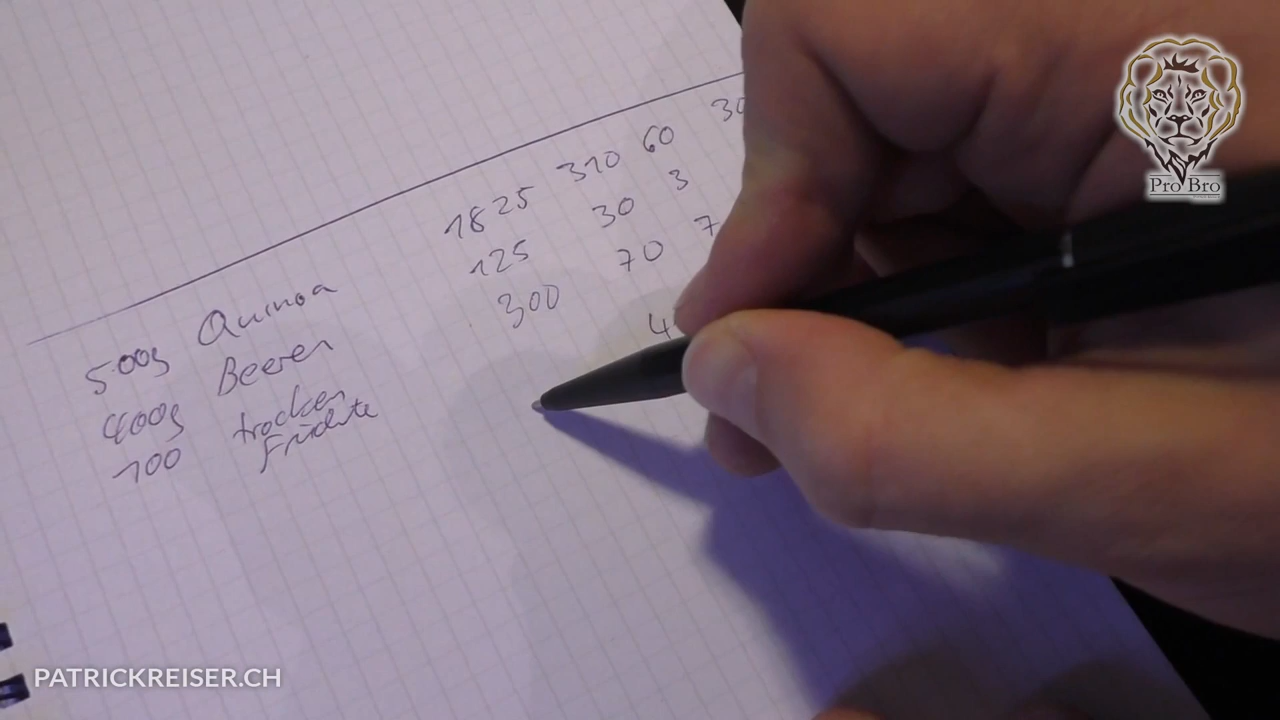 500g Quinoa 1825 310 60 30
400g Beeren 125 30 3
100 trocken Früchte 300 70 7
4
Pro Bro
PATRICKREISER.CH